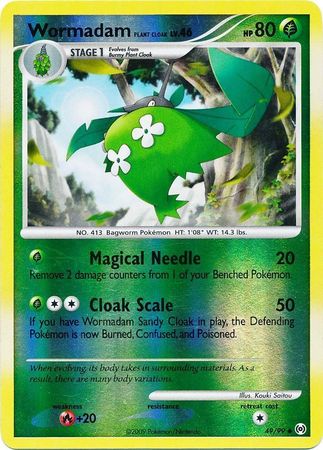 Wormadam PLANT CLOAK LV.46 HP 80
STAGE 1 Evolves from
Burmy Plant Cloak
NO. 413 Bagworm Pokémon HT: 1'08" WT: 14.3 lbs.
Magical Needle 20
Remove 2 damage counters from 1 of your Benched Pokémon.
Cloak Scale 50
If you have Wormadam Sandy Cloak in play, the Defending
Pokémon is now Burned, Confused, and Poisoned.
When evolving, its body takes in surrounding materials. As a
result, there are many body variations.
Illus. Kouki Saitou
weakness resistance retreat cost
+20
©2009 Pokémon/Nintendo 49/99